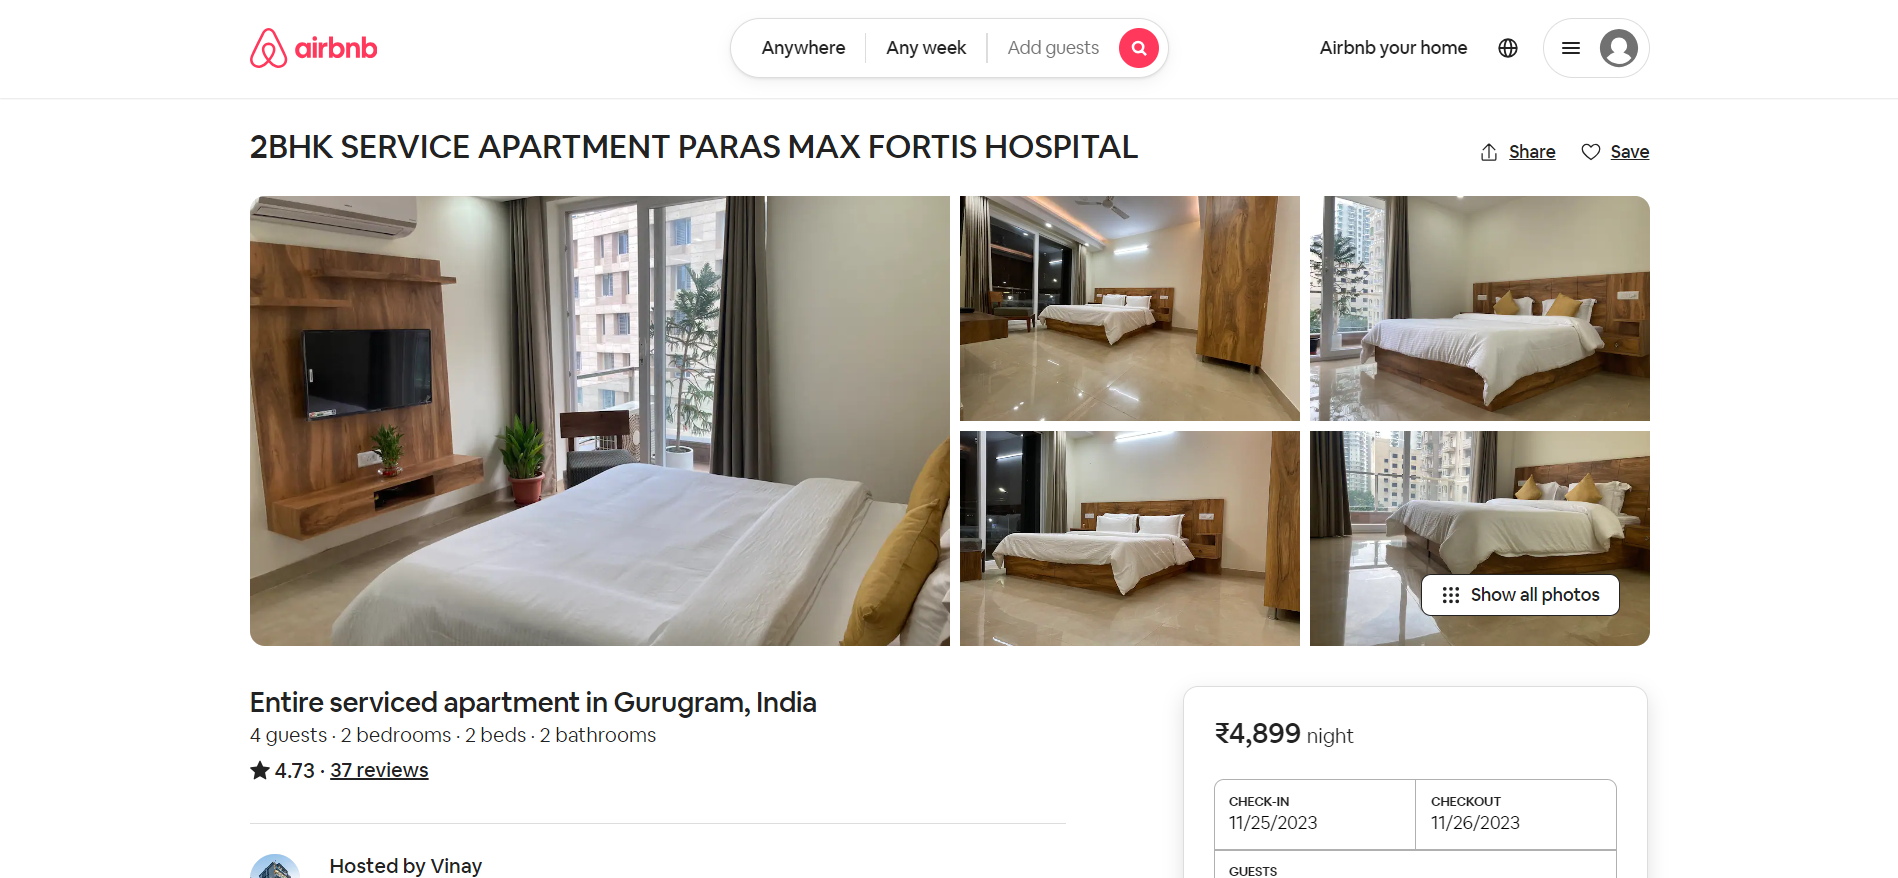 airbnb
Anywhere
Any week
Add guests
Airbnb your home
2BHK SERVICE APARTMENT PARAS MAX FORTIS HOSPITAL
Share
Save
Show all photos
Entire serviced apartment in Gurugram, India
4 guests · 2 bedrooms · 2 beds · 2 bathrooms
4.73 · 37 reviews
Hosted by Vinay
₹4,899 night
CHECK-IN
11/25/2023
CHECKOUT
11/26/2023
GUESTS